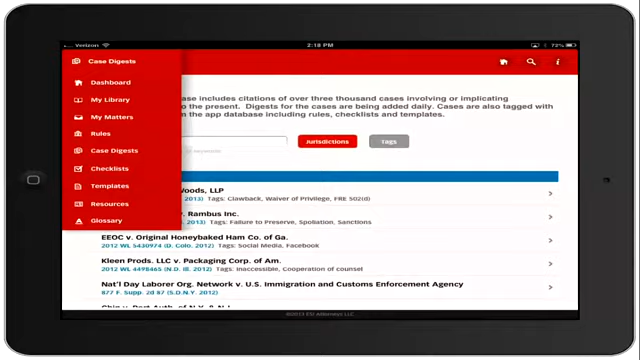 Verizon 2:18 PM 72%
Case Digests
Dashboard
My Library
My Matters
Rules
Case Digests
Checklists
Templates
Resources
Glossary
ase includes citations of over three thousand cases involving or implicating
to the present. Digests for the cases are being added daily. Cases are also tagged with
m the app database including rules, checklists and templates.
Jurisdictions Tags
oods, LLP
2013) Tags: Clawback, Waiver of Privilege, FRE 502(d)
v. Rambus Inc.
2013) Tags: Failure to Preserve, Spoliation, Sanctions
EEOC v. Original Honeybaked Ham Co. of Ga.
2012 WL 5430974 (D. Colo. 2012) Tags: Social Media, Facebook
Kleen Prods. LLC v. Packaging Corp. of Am.
2012 WL 4498465 (N.D. Ill. 2012) Tags: Inaccessible, Cooperation of counsel
Nat'l Day Laborer Org. Network v. U.S. Immigration and Customs Enforcement Agency
877 F. Supp. 2d 87 (S.D.N.Y. 2012)
©2013 ESI Attorneys LLC